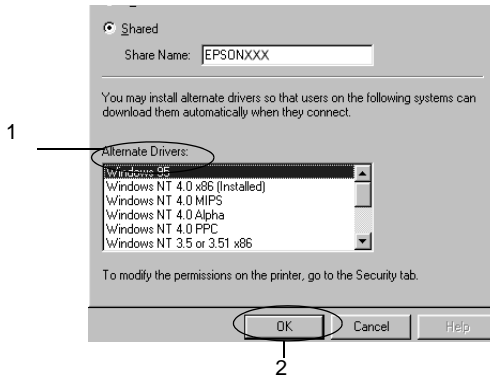 Shared
Share Name: EPSONXXX
You may install alternate drivers so that users on the following systems can
download them automatically when they connect.
1
Alternate Drivers:
Windows 95
Windows NT 4.0 x86 (Installed)
Windows NT 4.0 MIPS
Windows NT 4.0 Alpha
Windows NT 4.0 PPC
Windows NT 3.5 or 3.51 x86
To modify the permissions on the printer, go to the Security tab.
OK Cancel Help
2